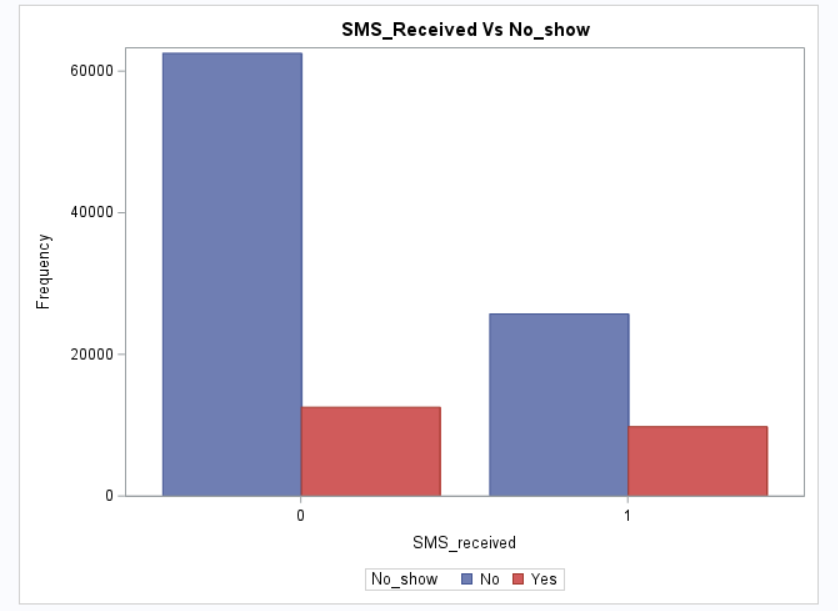 SMS_Received Vs No_show
60000
40000
20000
0
Frequency
0 1
SMS_received
No_show No Yes